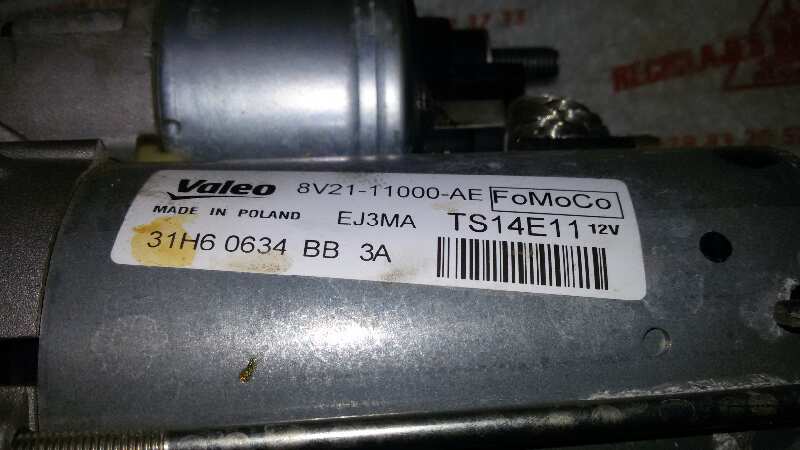 Valeo 8V21-11000-AE FoMoCo
MADE IN POLAND EJ3MA TS14E11 12V
31H6 0634 BB 3A